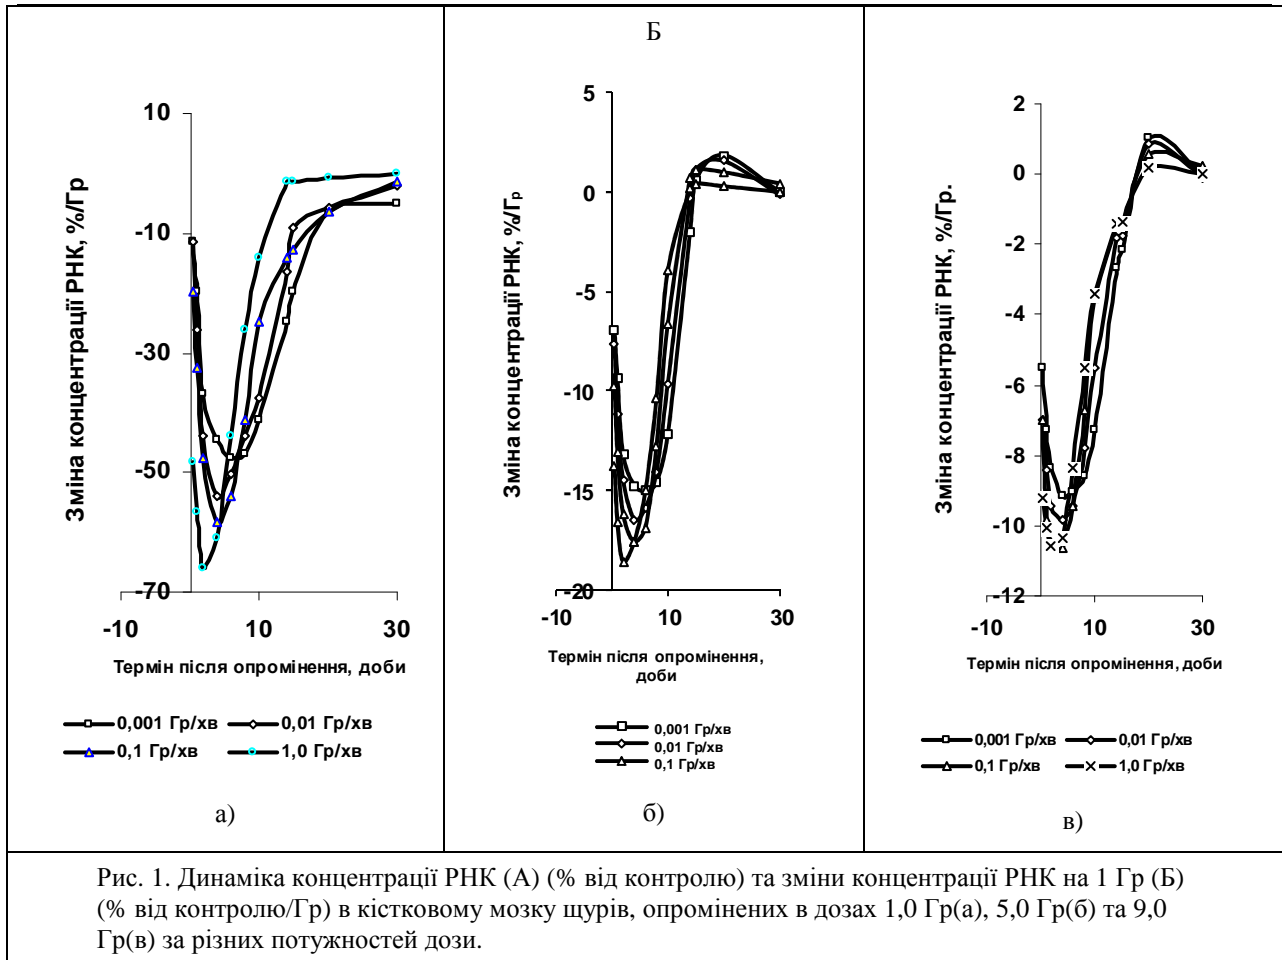 Б
10
-10
-30
-50
-70
-10
10
30
Зміна концентрації РНК, %/Гр
Термін після опромінення, доби
0,001 Гр/хв
0,01 Гр/хв
0,1 Гр/хв
1,0 Гр/хв
а)
5
0
-5
-10
-15
-20
-10
10
30
Зміна концентрації РНК, %/Гр
Термін після опромінення,
доби
0,001 Гр/хв
0,01 Гр/хв
0,1 Гр/хв
б)
2
0
-2
-4
-6
-8
-10
-12
-10
10
30
Зміна концентрації РНК, %/Гр.
Термін після опромінення, доби
0,001 Гр/хв
0,01 Гр/хв
0,1 Гр/хв
1,0 Гр/хв
в)
Рис. 1. Динаміка концентрації РНК (А) (% від контролю) та зміни концентрації РНК на 1 Гр (Б)
(% від контролю/Гр) в кістковому мозку щурів, опромінених в дозах 1,0 Гр(а), 5,0 Гр(б) та 9,0
Гр(в) за різних потужностей дози.